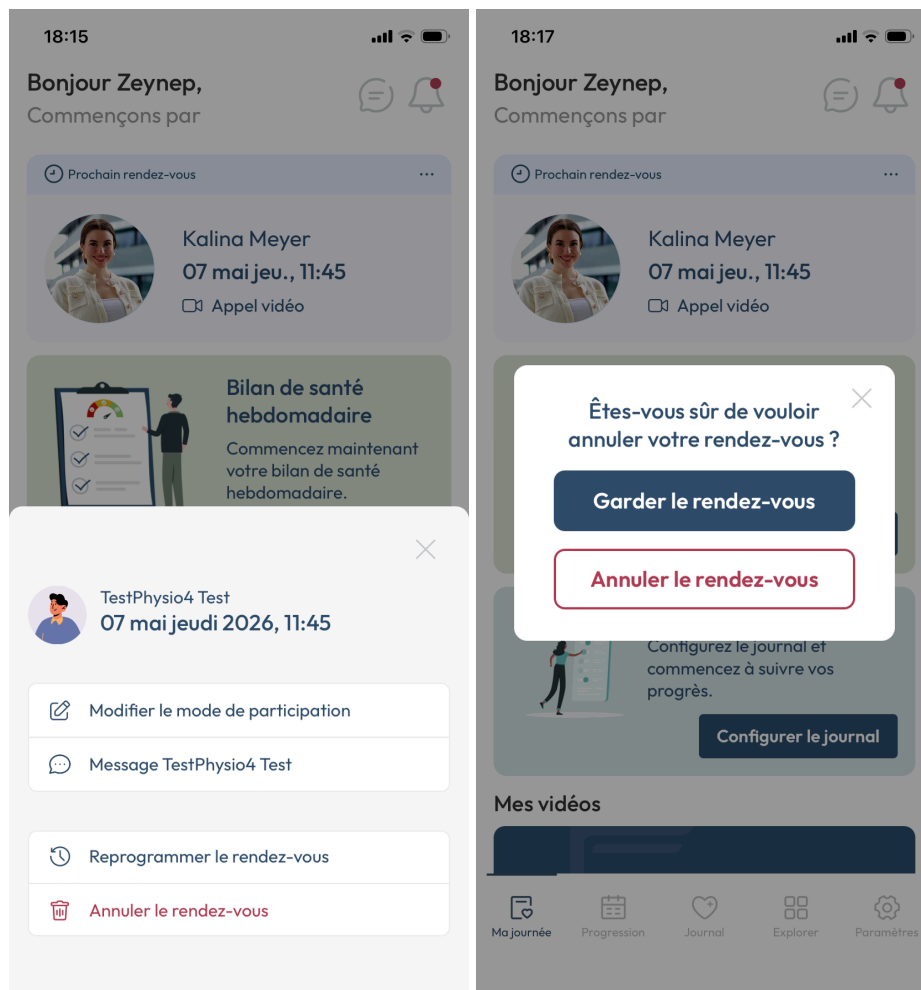 18:15
Bonjour Zeynep,
Commençons par
Prochain rendez-vous
Kalina Meyer
07 mai jeu., 11:45
Appel vidéo
Bilan de santé
hebdomadaire
Commencez maintenant
votre bilan de santé
hebdomadaire.
TestPhysio4 Test
07 mai jeudi 2026, 11:45
Modifier le mode de participation
Message TestPhysio4 Test
Reprogrammer le rendez-vous
Annuler le rendez-vous
18:17
Bonjour Zeynep,
Commençons par
Prochain rendez-vous
Kalina Meyer
07 mai jeu., 11:45
Appel vidéo
Êtes-vous sûr de vouloir
annuler votre rendez-vous ?
Garder le rendez-vous
Annuler le rendez-vous
Configurez le journal et
commencez à suivre vos
progrès.
Configurer le journal
Mes vidéos
Ma journée
Progression
Journal
Explorer
Paramètres